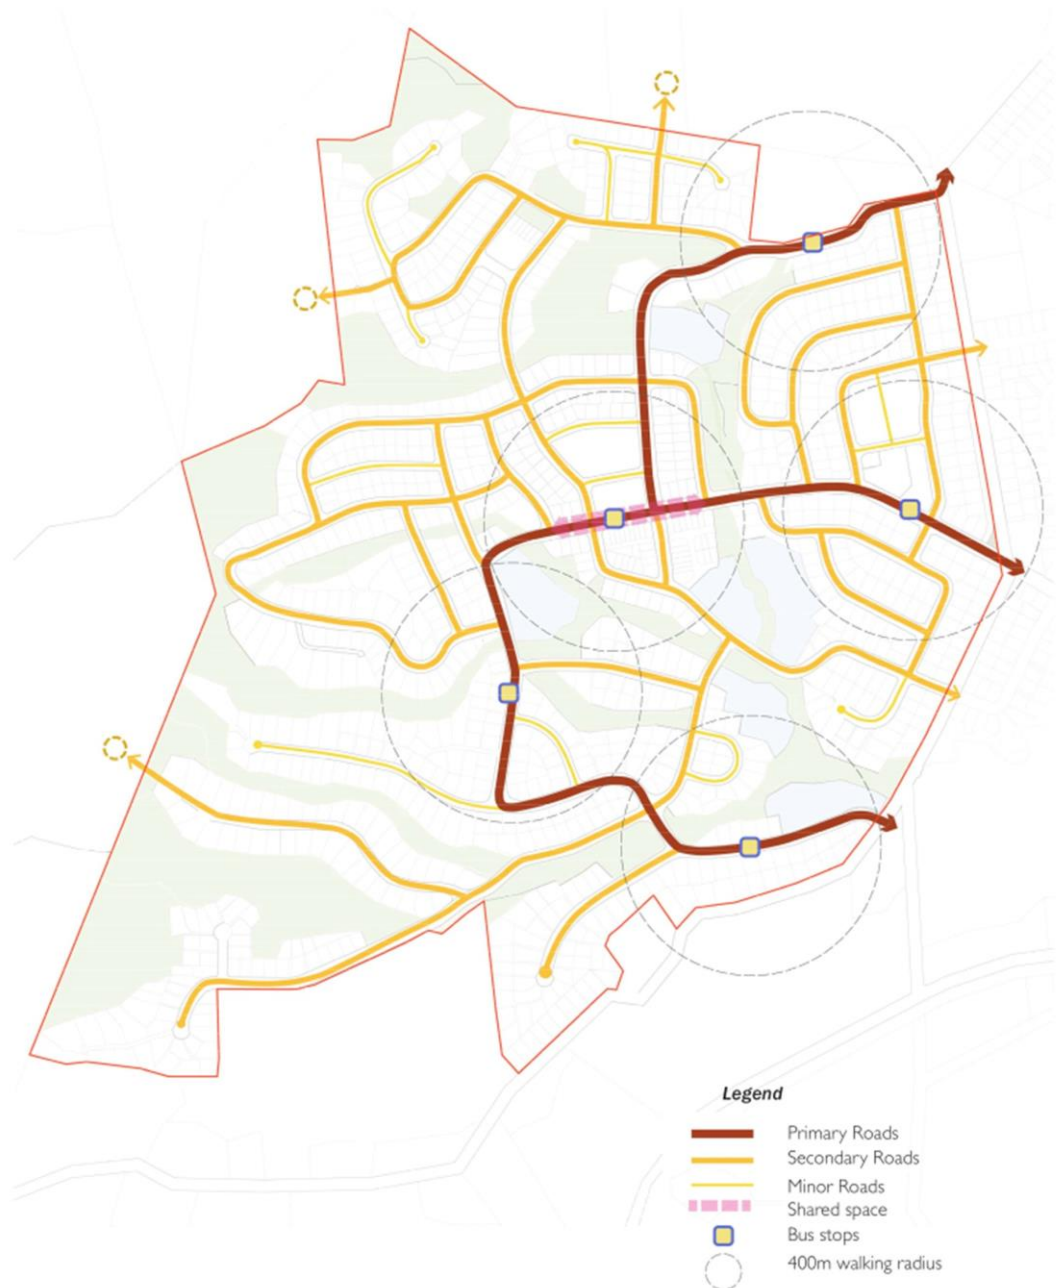 Legend
Primary Roads
Secondary Roads
Minor Roads
Shared space
Bus stops
400m walking radius